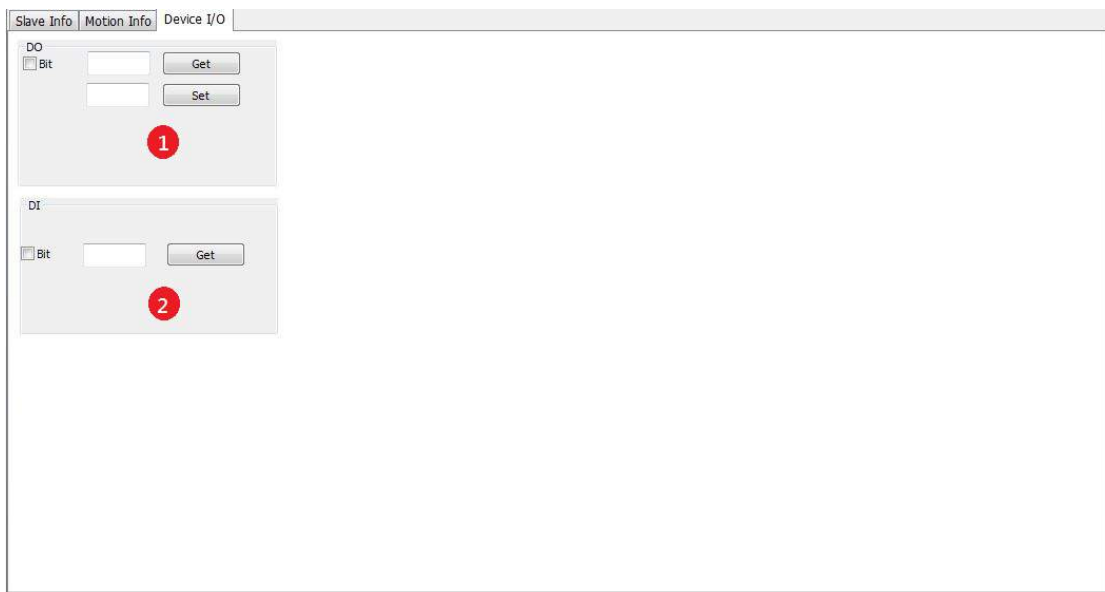 Slave Info Motion Info Device I/O
DO
Bit Get
Set
1
DI
Bit Get
2